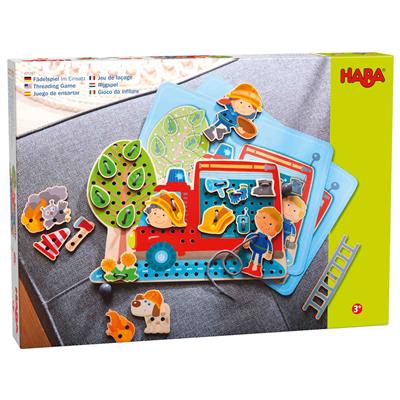 Fädelspiel Im Einsatz
Threading Game
Juego de ensartar
Jeu de laçage
Rijgspel
Gioco da infilare
HABA
3+